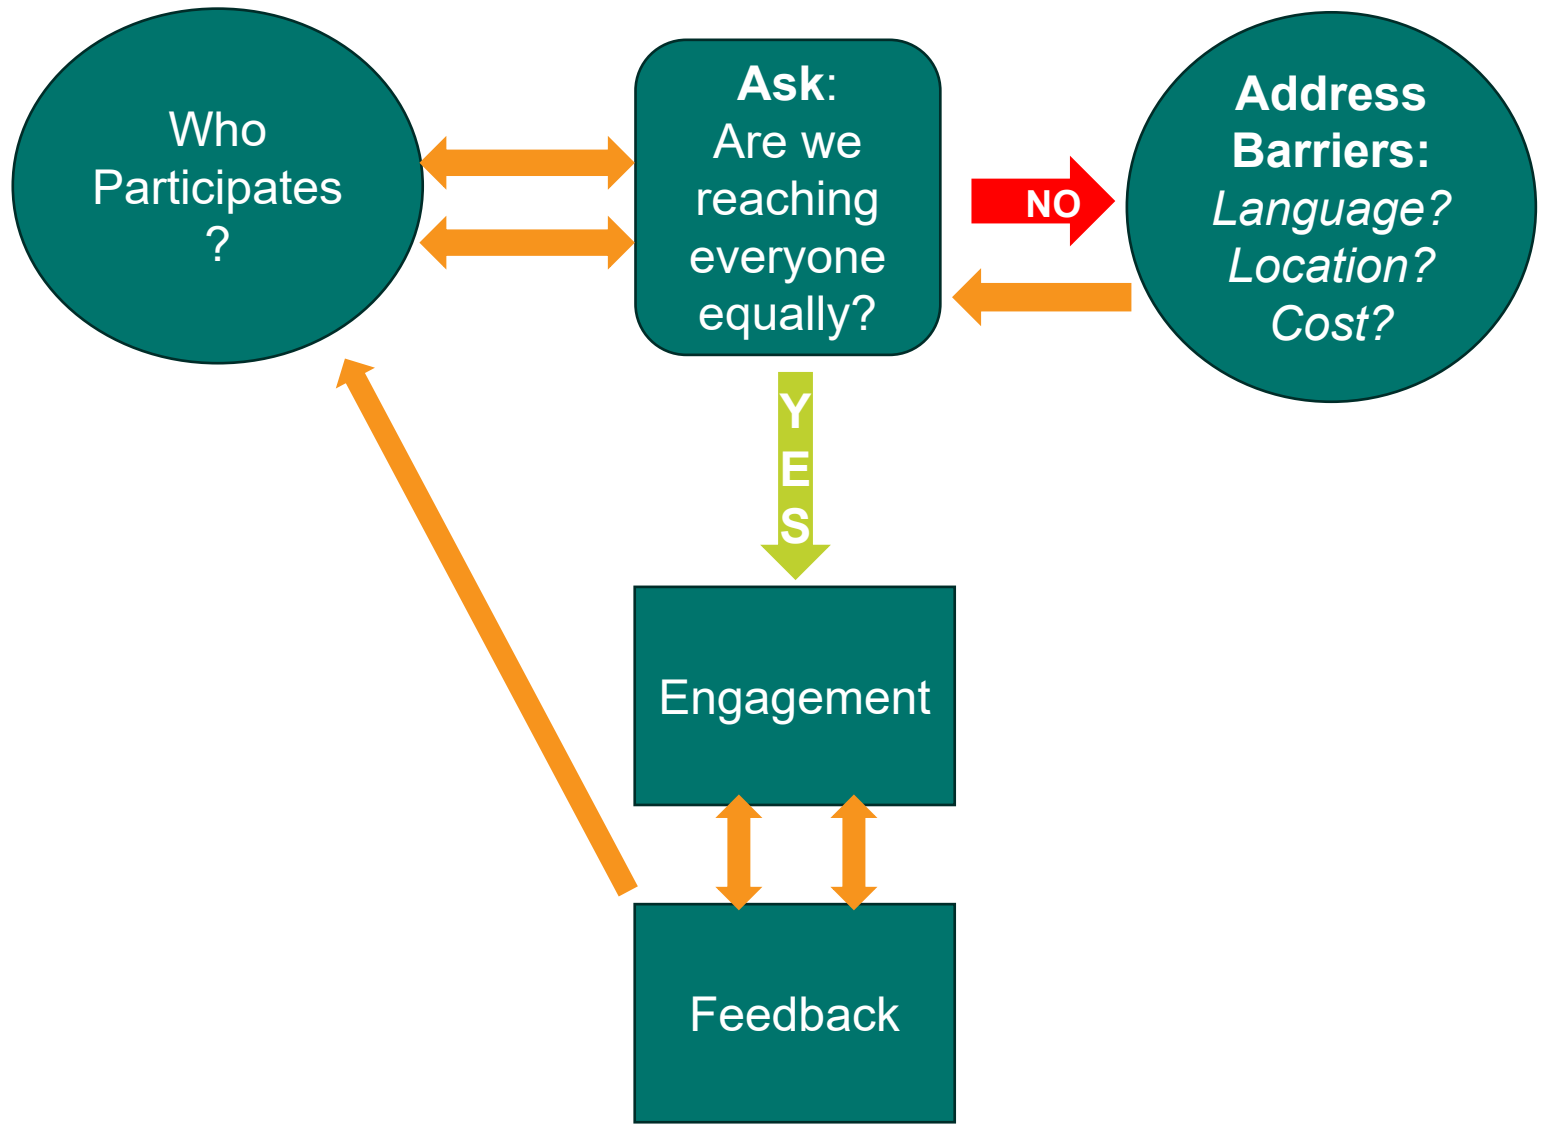 Who
Participates
?
Ask:
Are we
reaching
everyone
equally?
NO
Address
Barriers:
Language?
Location?
Cost?
Y
E
S
Engagement
Feedback